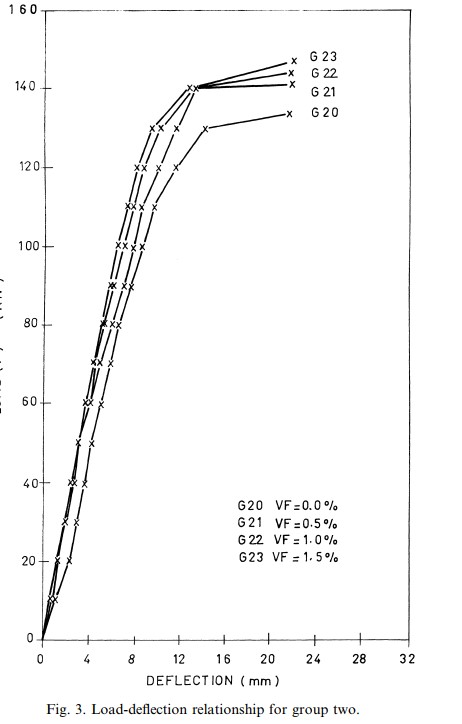 160
G 23
G 22
140
G 21
G 20
120
100
80
60
40
G20 VF=0.0%
G21 VF=0.5%
G22 VF=1.0%
G23 VF=1.5%
20
0
0 4 8 12 16 20 24 28 32
DEFLECTION (mm)
Fig. 3. Load-deflection relationship for group two.